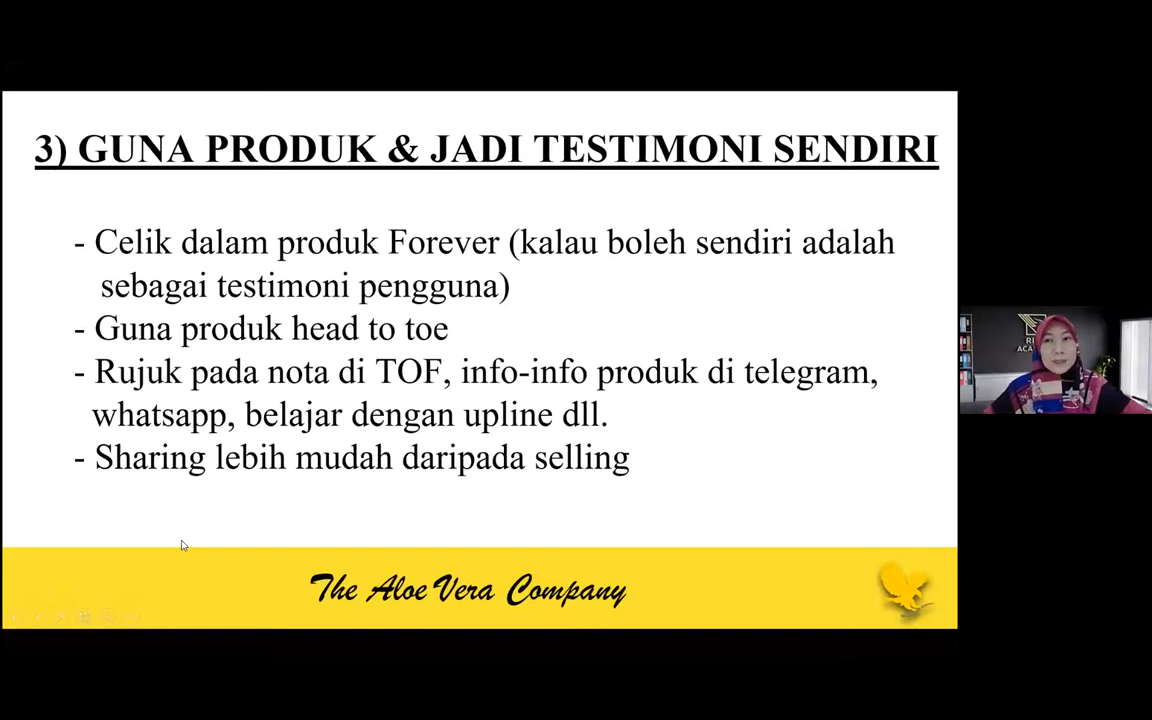 3) GUNA PRODUK & JADI TESTIMONI SENDIRI
- Celik dalam produk Forever (kalau boleh sendiri adalah
sebagai testimoni pengguna)
- Guna produk head to toe
- Rujuk pada nota di TOF, info-info produk di telegram,
whatsapp, belajar dengan upline dll.
- Sharing lebih mudah daripada selling
The Aloe Vera Company